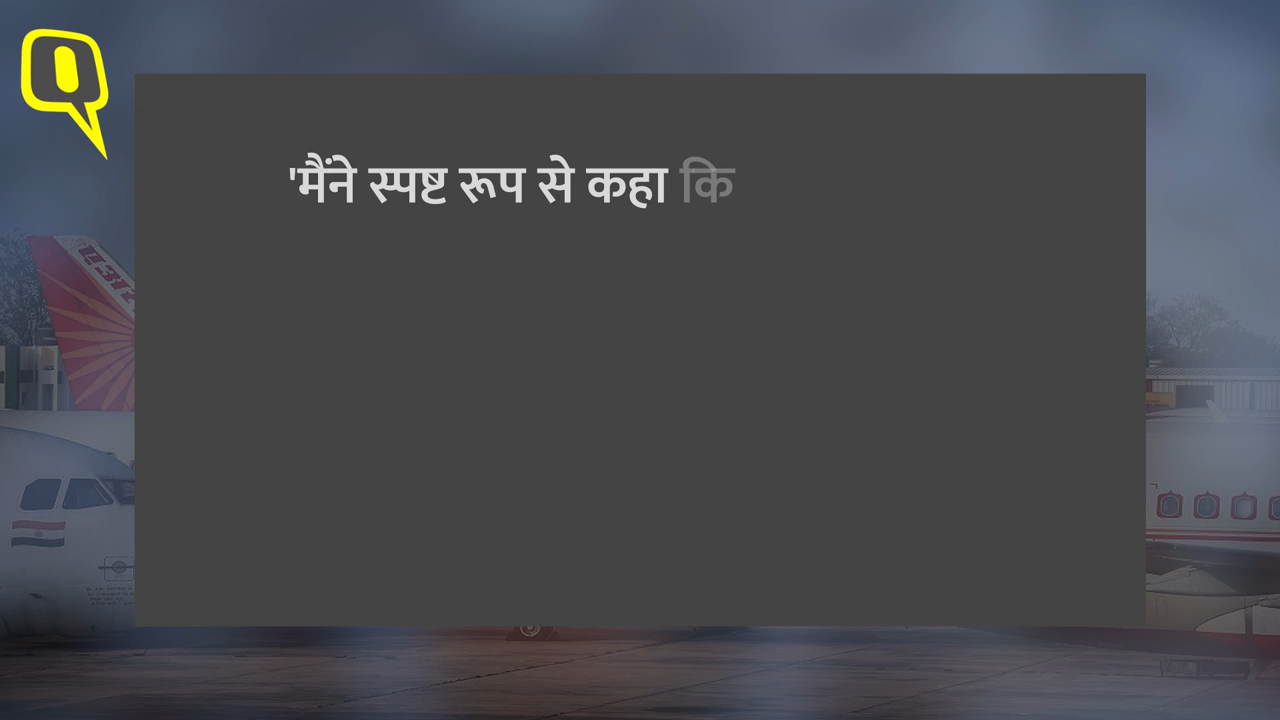 'मैंने स्पष्ट रूप से कहा कि